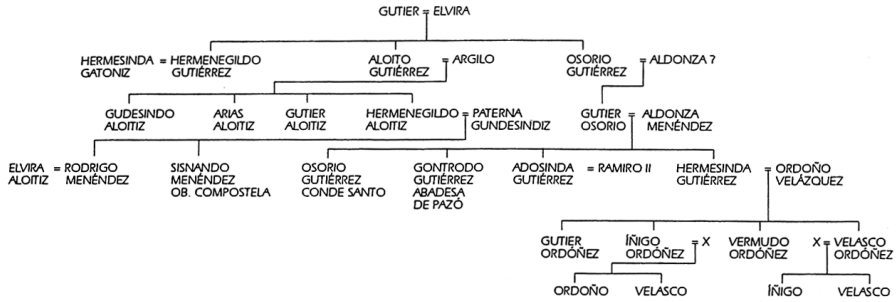 GUTIER = ELVIRA
HERMESINDA = HERMENEGILDO ALOITO = ARGILO OSORIO = ALDONZA ?
GATONIZ GUTIÉRREZ GUTIÉRREZ GUTIÉRREZ
GUDESINDO ARIAS GUTIER HERMENEGILDO = PATERNA GUTIER = ALDONZA
ALOITIZ ALOITIZ ALOITIZ ALOITIZ GUNDESINDIZ OSORIO MENÉNDEZ
ELVIRA = RODRIGO SISNANDO OSORIO GONTRODO ADOSINDA = RAMIRO II HERMESINDA = ORDOÑO
ALOITIZ MENÉNDEZ MENÉNDEZ GUTIÉRREZ GUTIÉRREZ GUTIÉRREZ GUTIÉRREZ VELÁZQUEZ
OB. COMPOSTELA CONDE SANTO ABADESA
DE PAZÓ
GUTIER ÍÑIGO = X VERMUDO X = VELASCO
ORDÓÑEZ ORDÓÑEZ ORDÓÑEZ ORDÓÑEZ
ORDOÑO VELASCO ÍÑIGO VELASCO